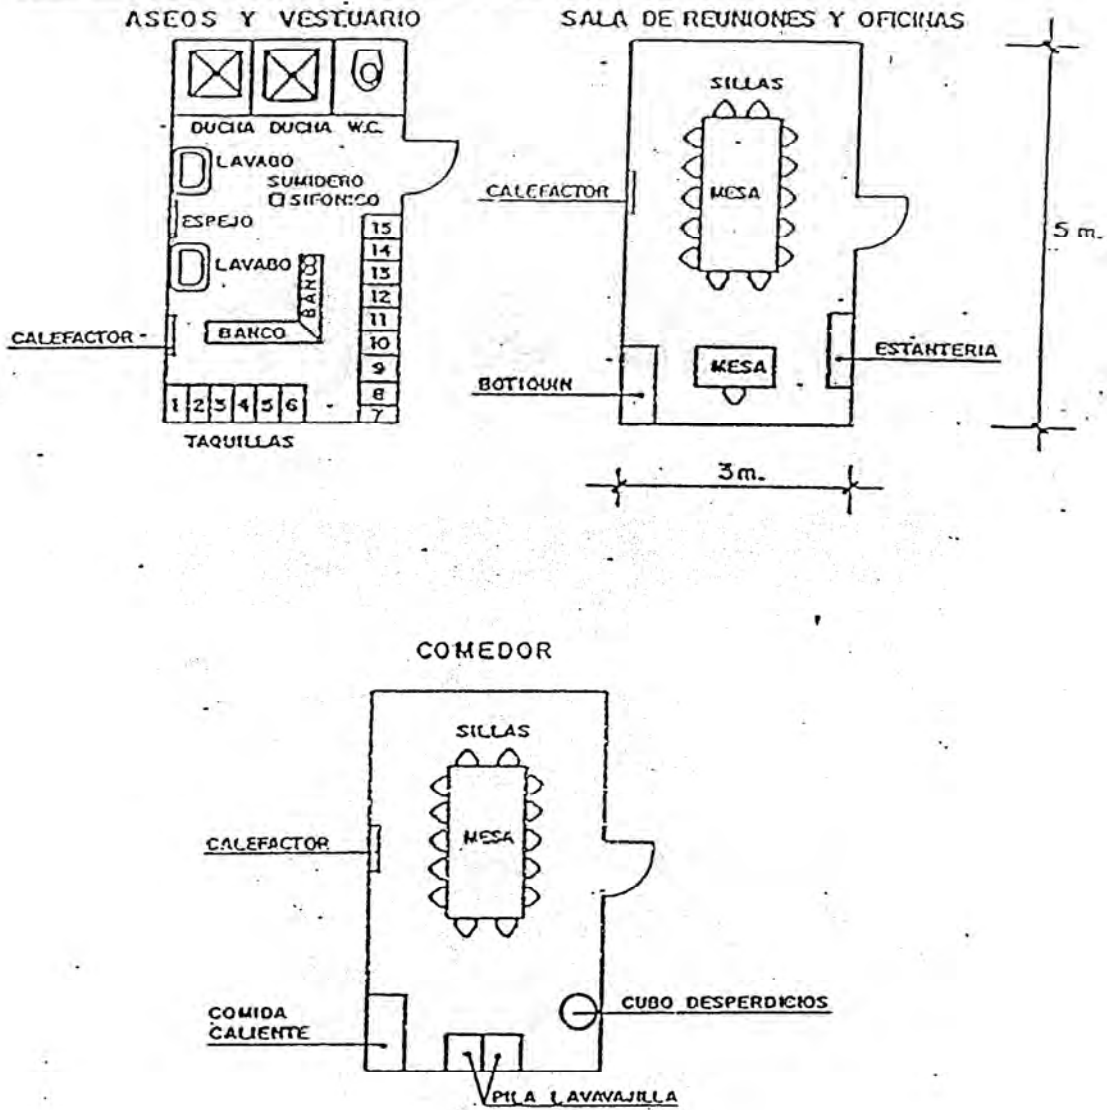 ASEOS Y VESTUARIO
DUCHA DUCHA W.C.
LAVABO
SUMIDERO
SIFONICO
ESPEJO
LAVABO
BANCO
BANCO
CALEFACTOR
15
14
13
12
11
10
9
8
7
1 2 3 4 5 6
TAQUILLAS
SALA DE REUNIONES Y OFICINAS
SILLAS
MESA
CALEFACTOR
5 m.
ESTANTERIA
MESA
BOTIQUIN
3 m.
COMEDOR
SILLAS
MESA
CALEFACTOR
COMIDA
CALIENTE
CUBO DESPERDICIOS
PILA LAVAVAJILLA